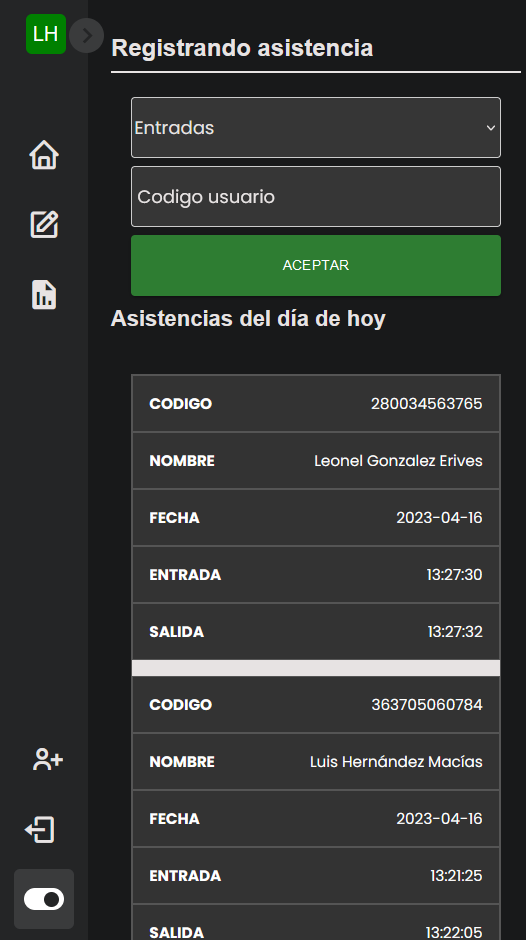 LH
Registrando asistencia
Entradas
Codigo usuario
ACEPTAR
Asistencias del día de hoy
CODIGO 280034563765
NOMBRE Leonel Gonzalez Erives
FECHA 2023-04-16
ENTRADA 13:27:30
SALIDA 13:27:32
CODIGO 363705060784
NOMBRE Luis Hernández Macías
FECHA 2023-04-16
ENTRADA 13:21:25
SALIDA 13:22:05